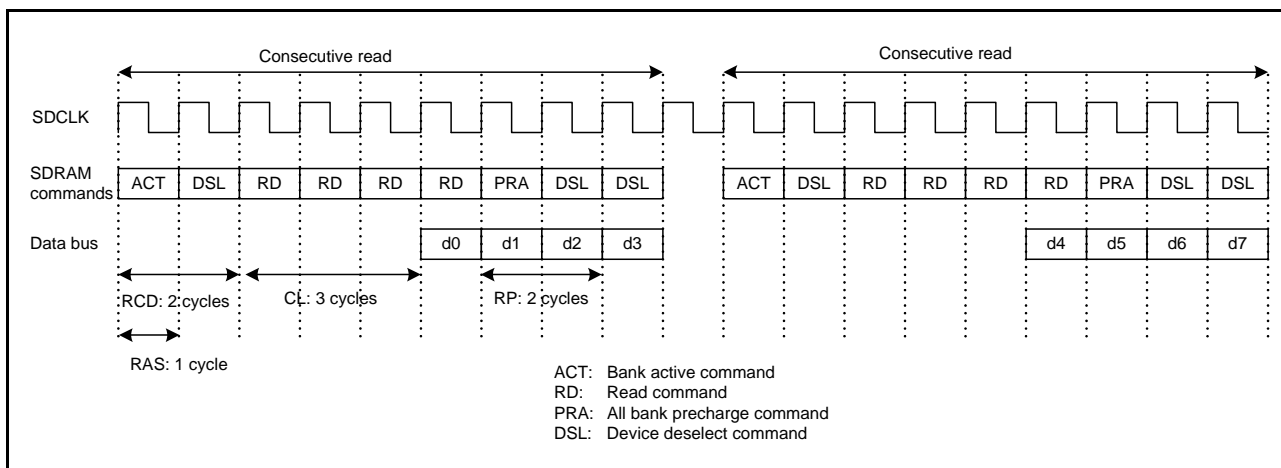 Consecutive read Consecutive read
SDCLK
SDRAM
commands
ACT DSL RD RD RD RD PRA DSL DSL ACT DSL RD RD RD RD PRA DSL DSL
Data bus d0 d1 d2 d3 d4 d5 d6 d7
RCD: 2 cycles CL: 3 cycles RP: 2 cycles
RAS: 1 cycle
ACT: Bank active command
RD: Read command
PRA: All bank precharge command
DSL: Device deselect command